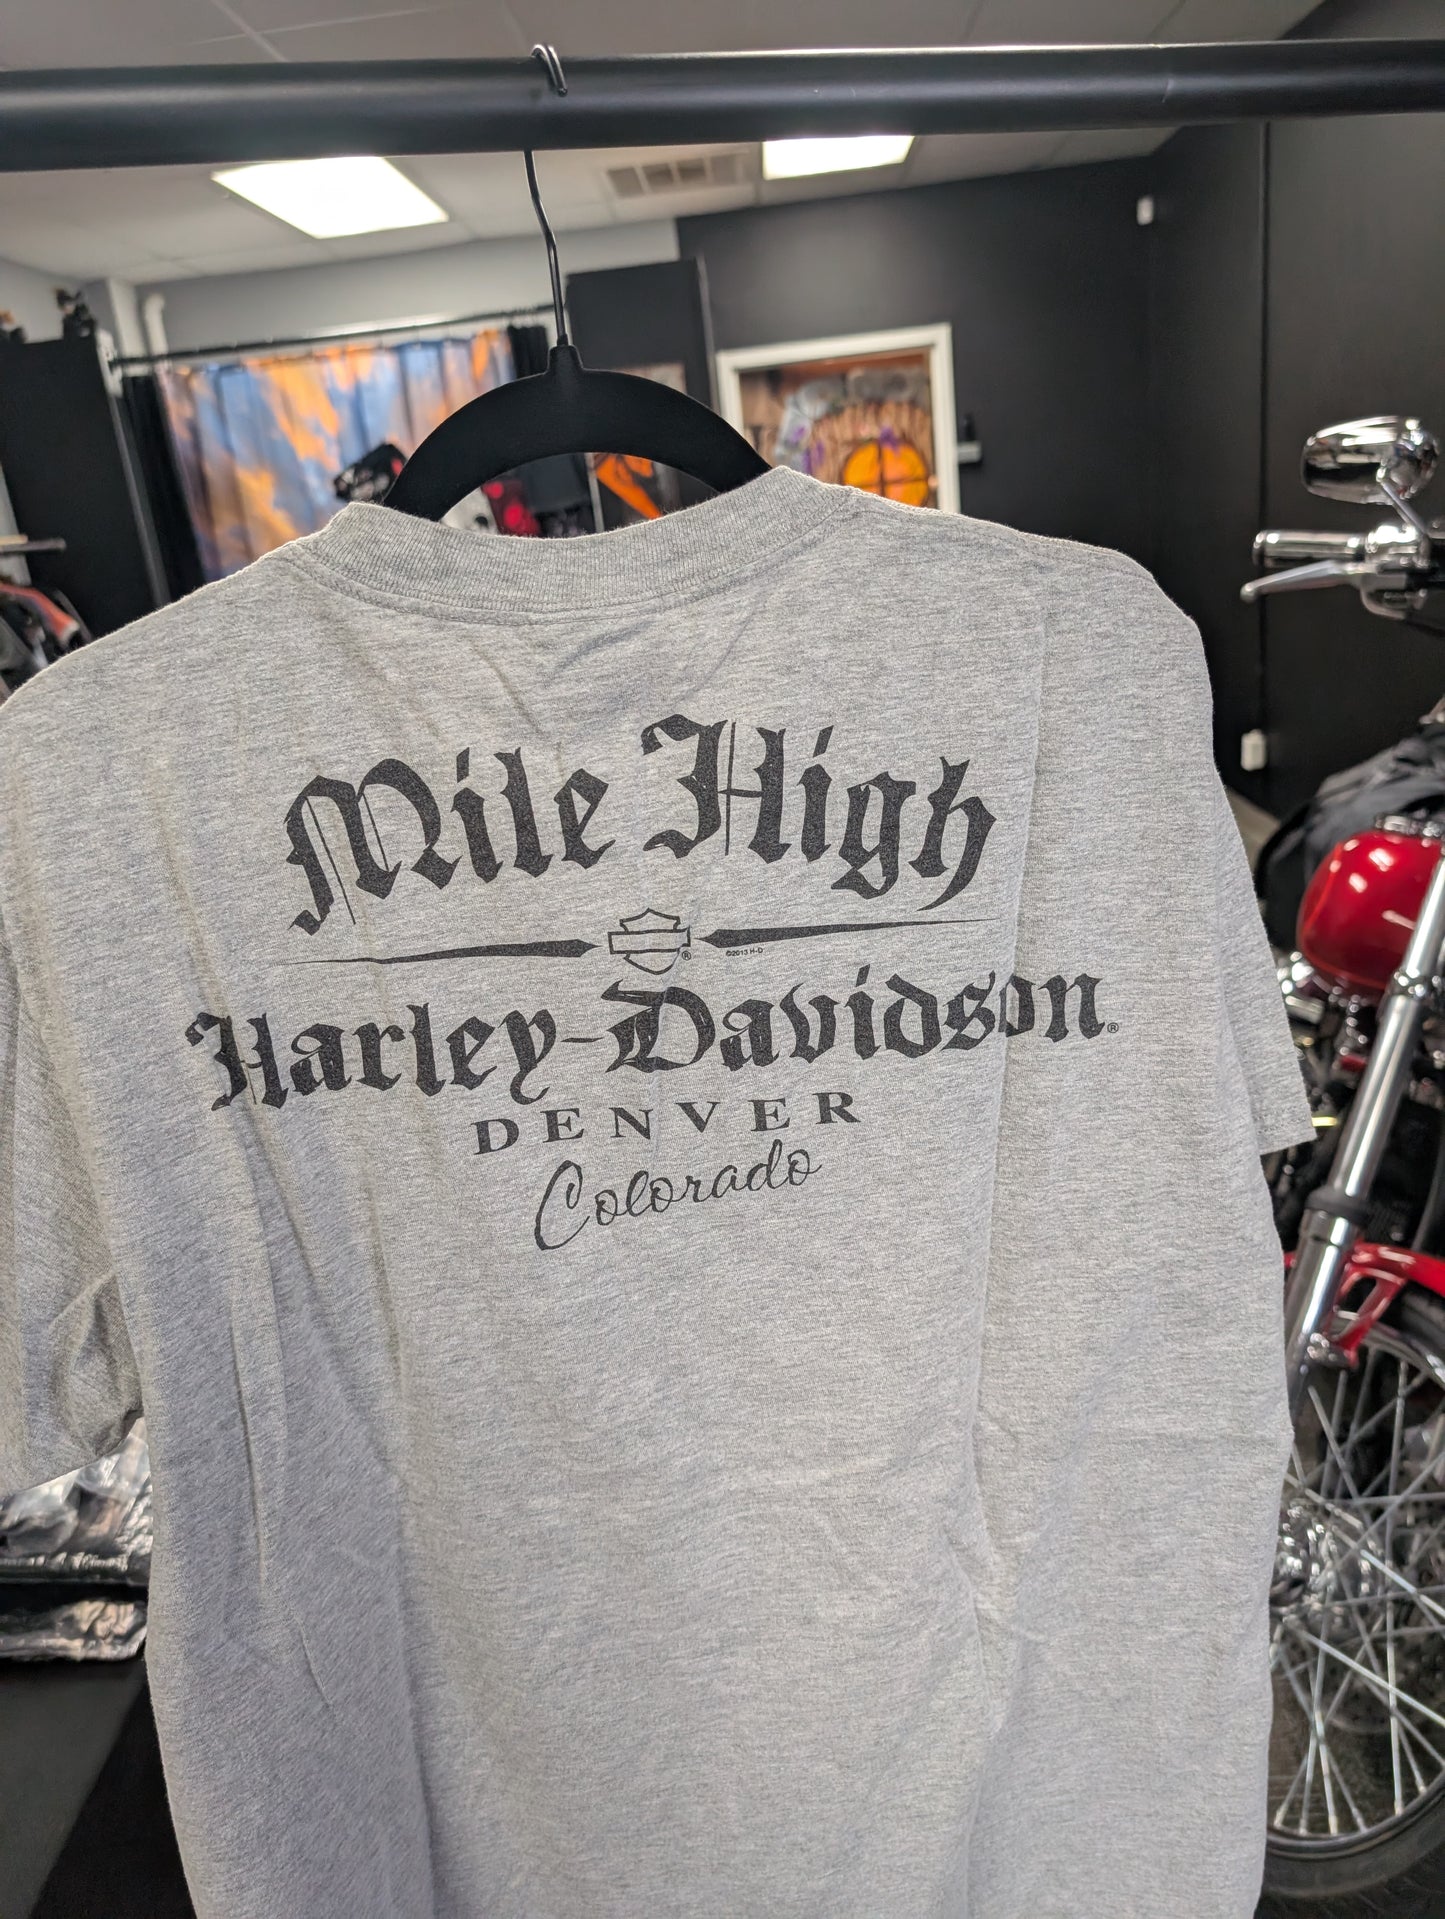 Mile High
®
©2013 H-D
Harley-Davidson®
DENVER
Colorado